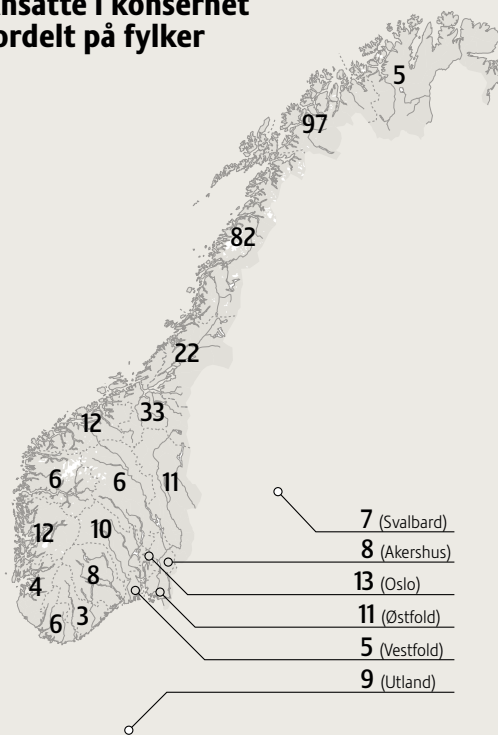 nsatte i konsernet
ordelt på fylker
5
97
82
22
33
12
6
6
11
12
10
4
8
6
3
7 (Svalbard)
8 (Akershus)
13 (Oslo)
11 (Østfold)
5 (Vestfold)
9 (Utland)